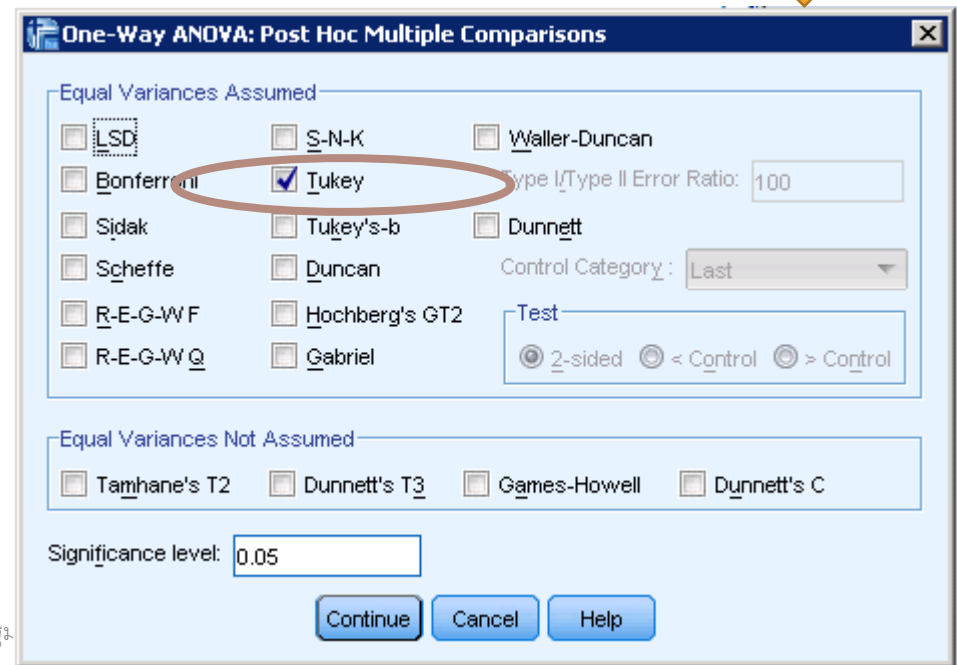 One-Way ANOVA: Post Hoc Multiple Comparisons
Equal Variances Assumed
LSD S-N-K Waller-Duncan
Bonferroni Tukey Type I/Type II Error Ratio: 100
Sidak Tukey's-b Dunnett
Scheffe Duncan Control Category : Last
R-E-G-W F Hochberg's GT2 Test
R-E-G-W Q Gabriel 2-sided < Control > Control
Equal Variances Not Assumed
Tamhane's T2 Dunnett's T3 Games-Howell Dunnett's C
Significance level: 0.05
Continue Cancel Help